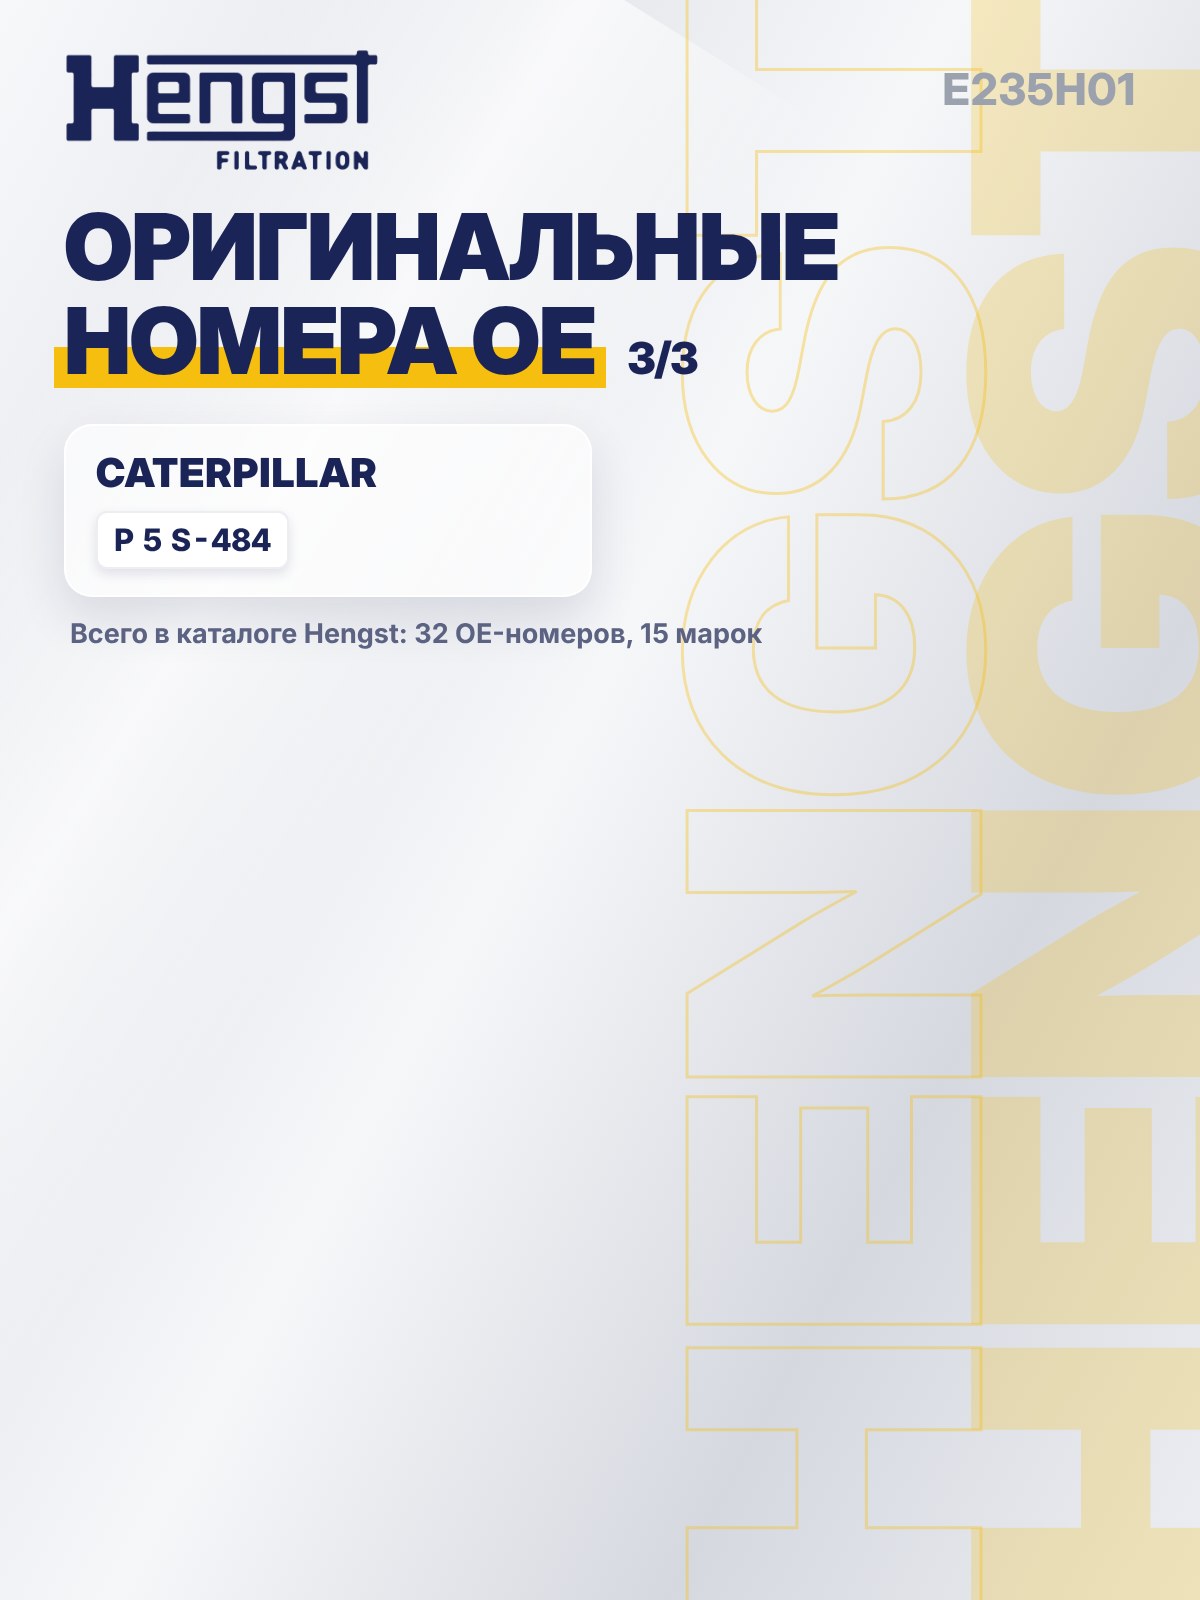 Hengst
FILTRATION
E235H01
ОРИГИНАЛЬНЫЕ
НОМЕРА OE 3/3
CATERPILLAR
P 5 S-484
Всего в каталоге Hengst: 32 OE-номеров, 15 марок
HENGST
HENGST